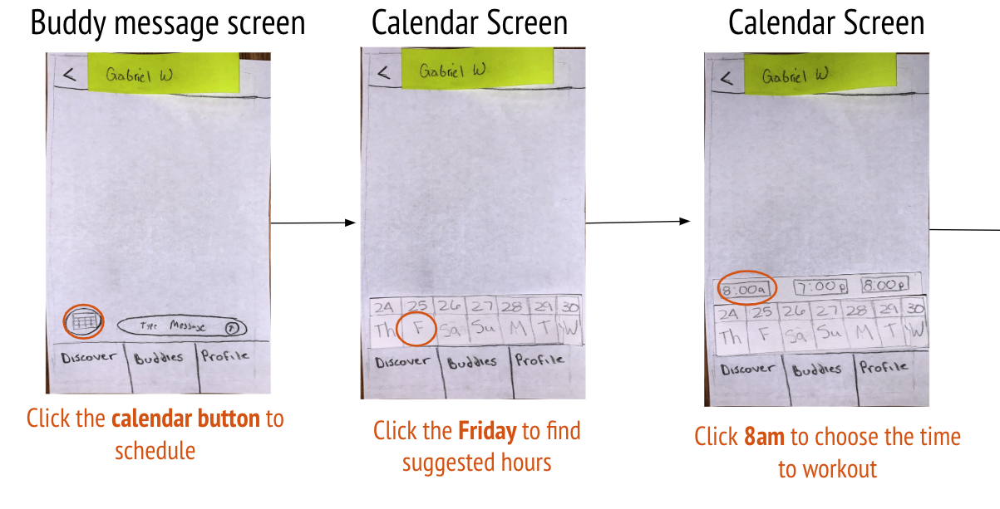 Buddy message screen
Calendar Screen
Calendar Screen
< Gabriel W
Type Message ↑
Discover Buddies Profile
Click the calendar button to
schedule
< Gabriel W
24 25 26 27 28 29 30
Th F Sa Su M T W
Discover Buddies Profile
Click the Friday to find
suggested hours
< Gabriel W
8:00a 7:00p 8:00p
24 25 26 27 28 29 30
Th F Sa Su M T W
Discover Buddies Profile
Click 8am to choose the time
to workout